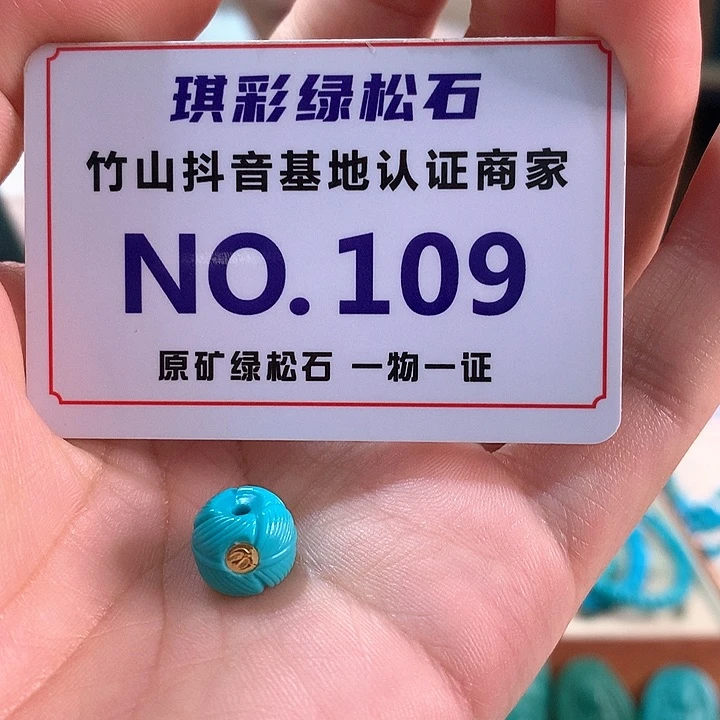 琪彩绿松石
竹山抖音基地认证商家
NO.109
原矿绿松石 一物一证